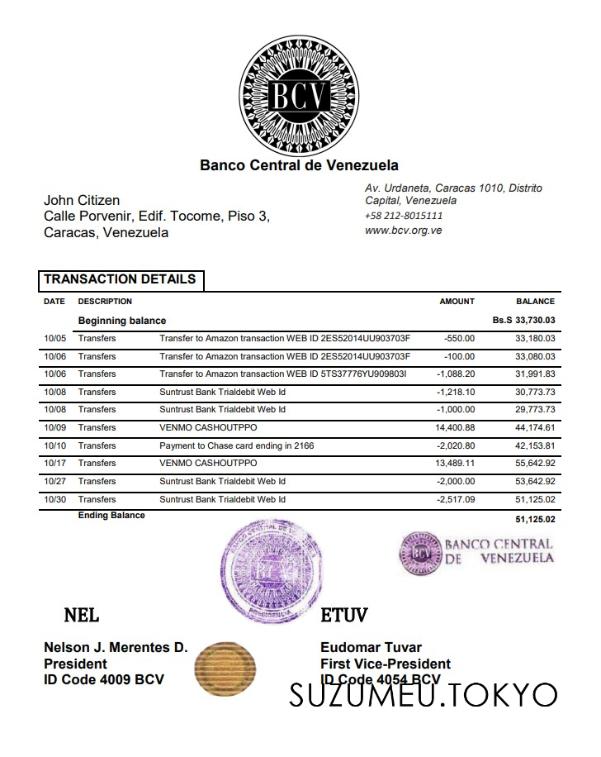 BCV
Banco Central de Venezuela
John Citizen
Calle Porvenir, Edif. Tocome, Piso 3,
Caracas, Venezuela
Av. Urdaneta, Caracas 1010, Distrito
Capital, Venezuela
+58 212-8015111
www.bcv.org.ve
TRANSACTION DETAILS
DATE DESCRIPTION AMOUNT BALANCE
Beginning balance Bs.S 33,730.03
10/05 Transfers Transfer to Amazon transaction WEB ID 2ES52014UU903703F -550.00 33,180.03
10/06 Transfers Transfer to Amazon transaction WEB ID 2ES52014UU903703F -100.00 33,080.03
10/06 Transfers Transfer to Amazon transaction WEB ID 5TS37776YU909803I -1,088.20 31,991.83
10/08 Transfers Suntrust Bank Trialdebit Web Id -1,218.10 30,773.73
10/08 Transfers Suntrust Bank Trialdebit Web Id -1,000.00 29,773.73
10/09 Transfers VENMO CASHOUTPPO 14,400.88 44,174.61
10/10 Transfers Payment to Chase card ending in 2166 -2,020.80 42,153.81
10/17 Transfers VENMO CASHOUTPPO 13,489.11 55,642.92
10/27 Transfers Suntrust Bank Trialdebit Web Id -2,000.00 53,642.92
10/30 Transfers Suntrust Bank Trialdebit Web Id -2,517.09 51,125.02
Ending Balance 51,125.02
BCV
BCV
BANCO CENTRAL
DE VENEZUELA
NEL ETUV
Nelson J. Merentes D.
President
ID Code 4009 BCV
Eudomar Tuvar
First Vice-President
ID Code 4054 BCV
SUZUMEU.TOKYO